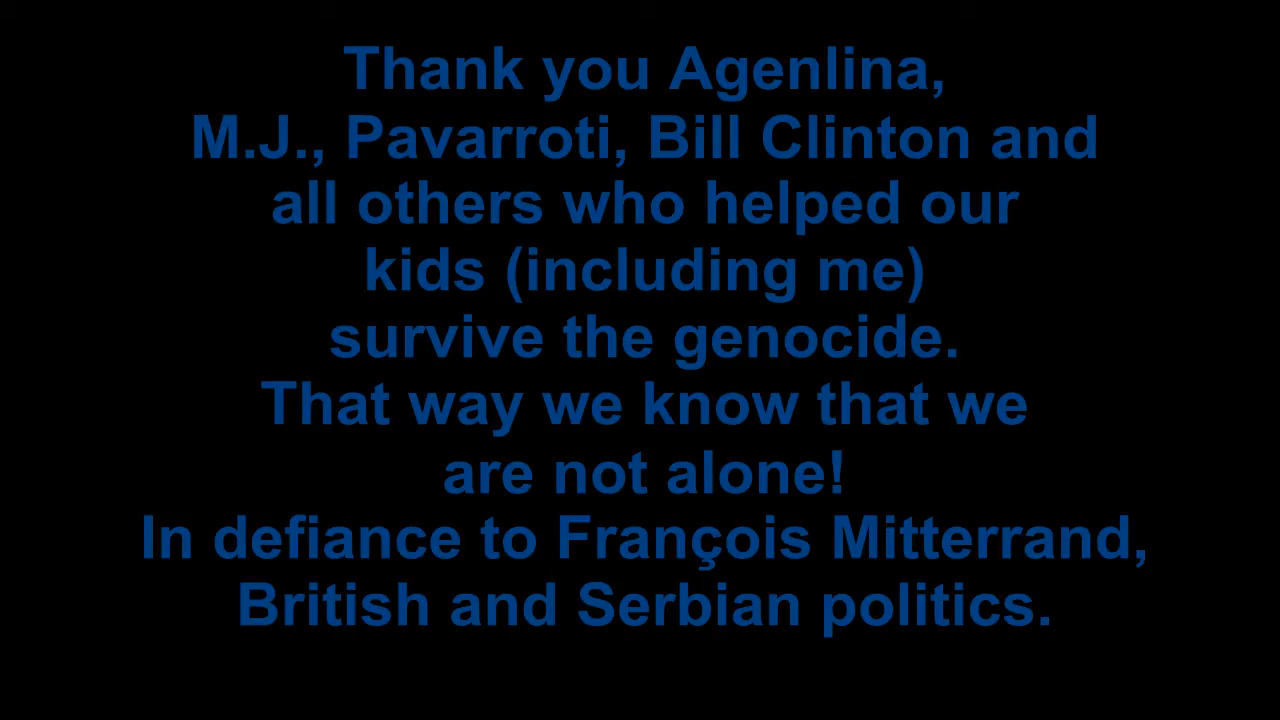 Thank you Agenlina,
M.J., Pavarroti, Bill Clinton and
all others who helped our
kids (including me)
survive the genocide.
That way we know that we
are not alone!
In defiance to François Mitterrand,
British and Serbian politics.